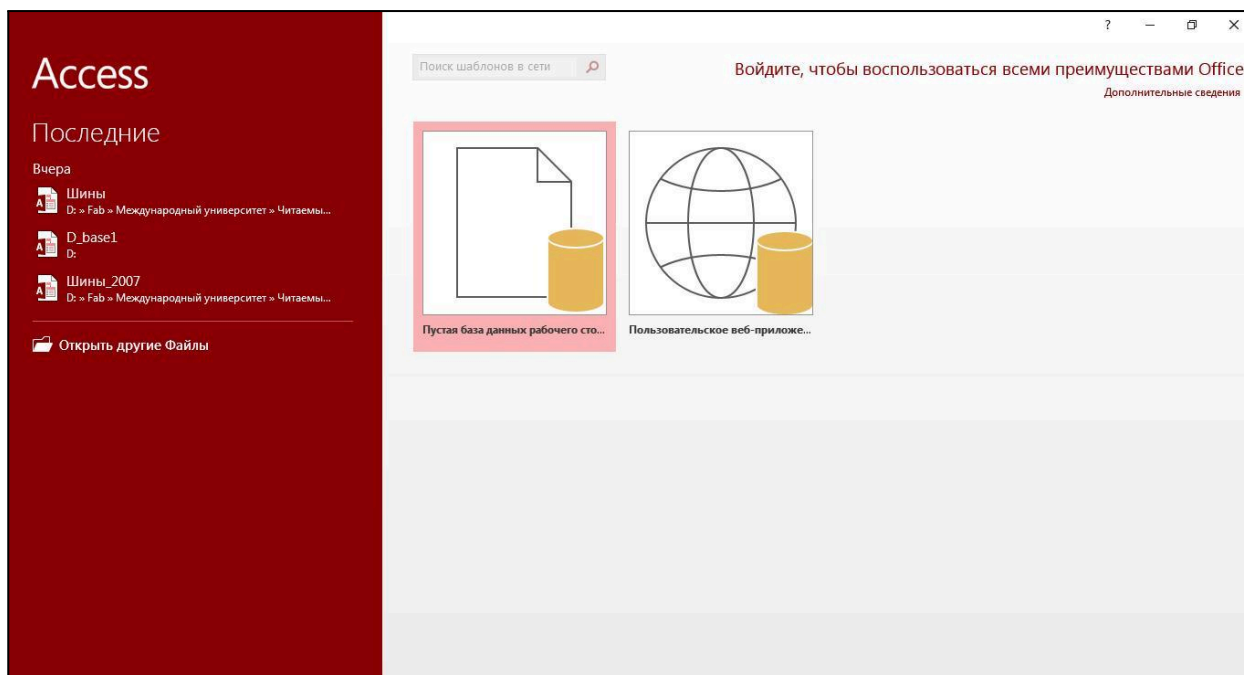 Access
Последние
Вчера
Шины
D: » Fab » Международный университет » Читаемы...
D_base1
D:
Шины_2007
D: » Fab » Международный университет » Читаемы...
Открыть другие Файлы
?
Поиск шаблонов в сети
Войдите, чтобы воспользоваться всеми преимуществами Office
Дополнительные сведения
Пустая база данных рабочего сто...
Пользовательское веб-приложе...